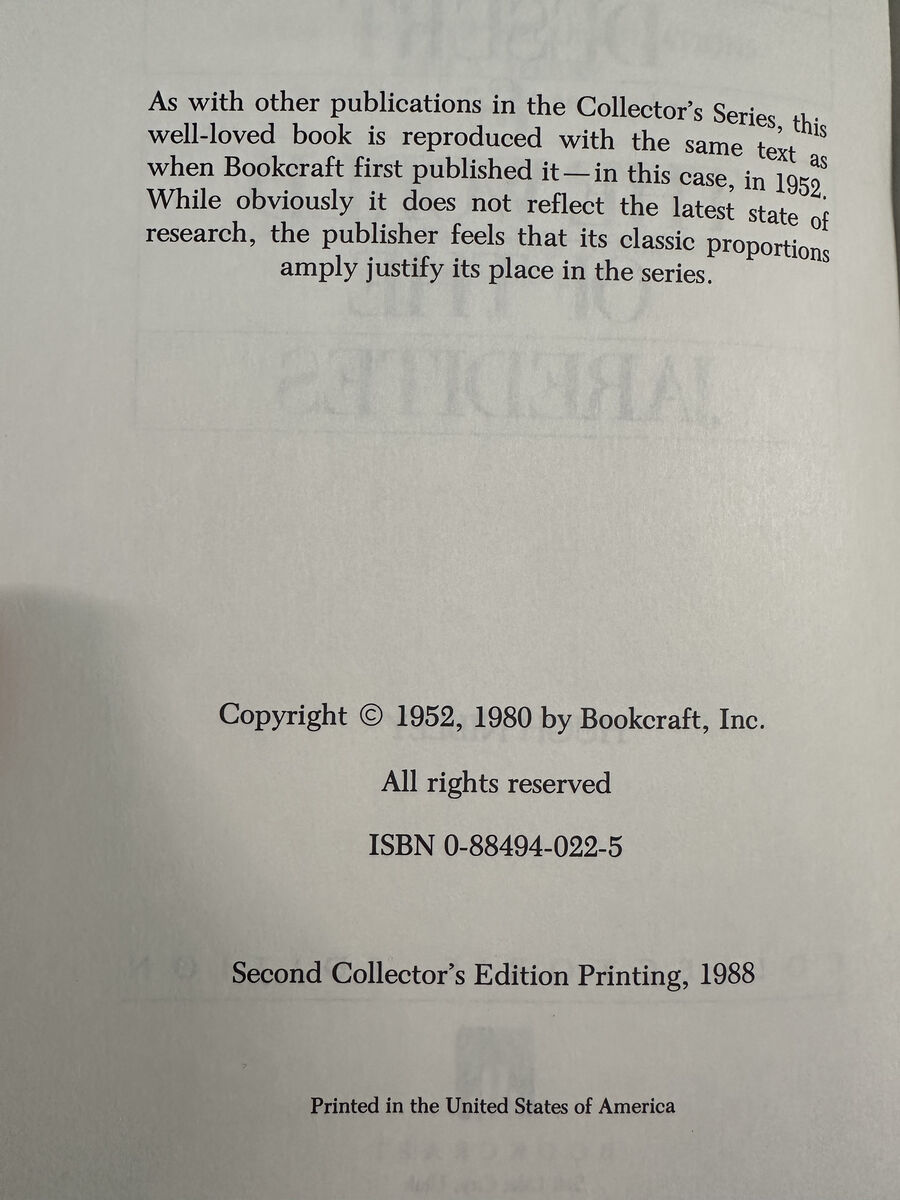 As with other publications in the Collector's Series, this
well-loved book is reproduced with the same text as
when Bookcraft first published it—in this case, in 1952.
While obviously it does not reflect the latest state of
research, the publisher feels that its classic proportions
amply justify its place in the series.
OF THE
JAREDITES
Copyright © 1952, 1980 by Bookcraft, Inc.
All rights reserved
ISBN 0-88494-022-5
Second Collector's Edition Printing, 1988
Printed in the United States of America